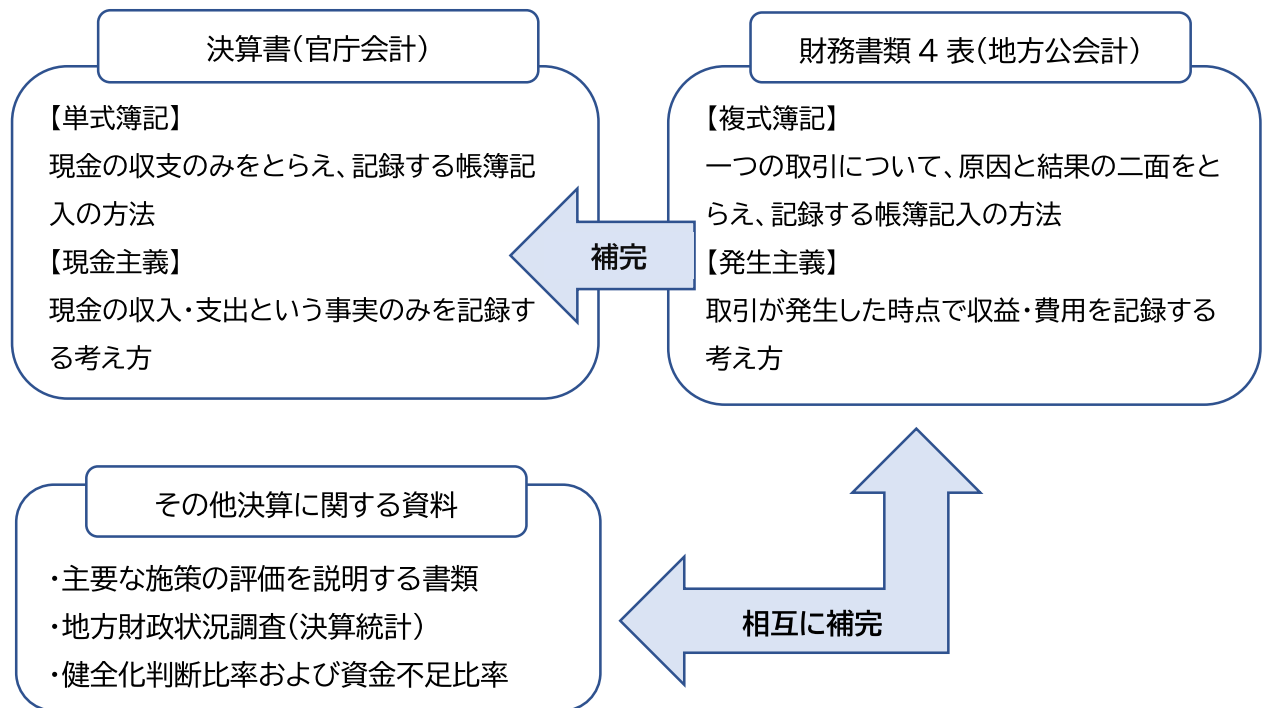 決算書（官庁会計）
【単式簿記】
現金の収支のみをとらえ、記録する帳簿記
入の方法
【現金主義】
現金の収入・支出という事実のみを記録す
る考え方
補完
財務書類４表（地方公会計）
【複式簿記】
一つの取引について、原因と結果の二面をと
らえ、記録する帳簿記入の方法
【発生主義】
取引が発生した時点で収益・費用を記録する
考え方
その他決算に関する資料
・主要な施策の評価を説明する書類
・地方財政状況調査（決算統計）
・健全化判断比率および資金不足比率
相互に補完